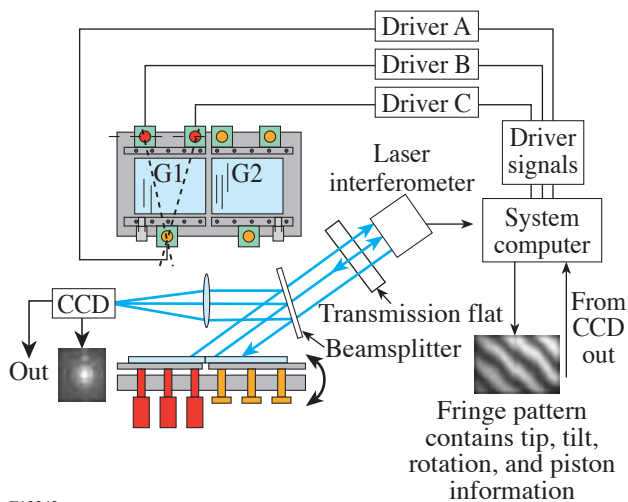 Driver A
Driver B
Driver C
Driver
signals
G1
G2
Laser
interferometer
System
computer
CCD
Transmission flat
Beamsplitter
From
CCD
out
Out
Fringe pattern
contains tip, tilt,
rotation, and piston
information